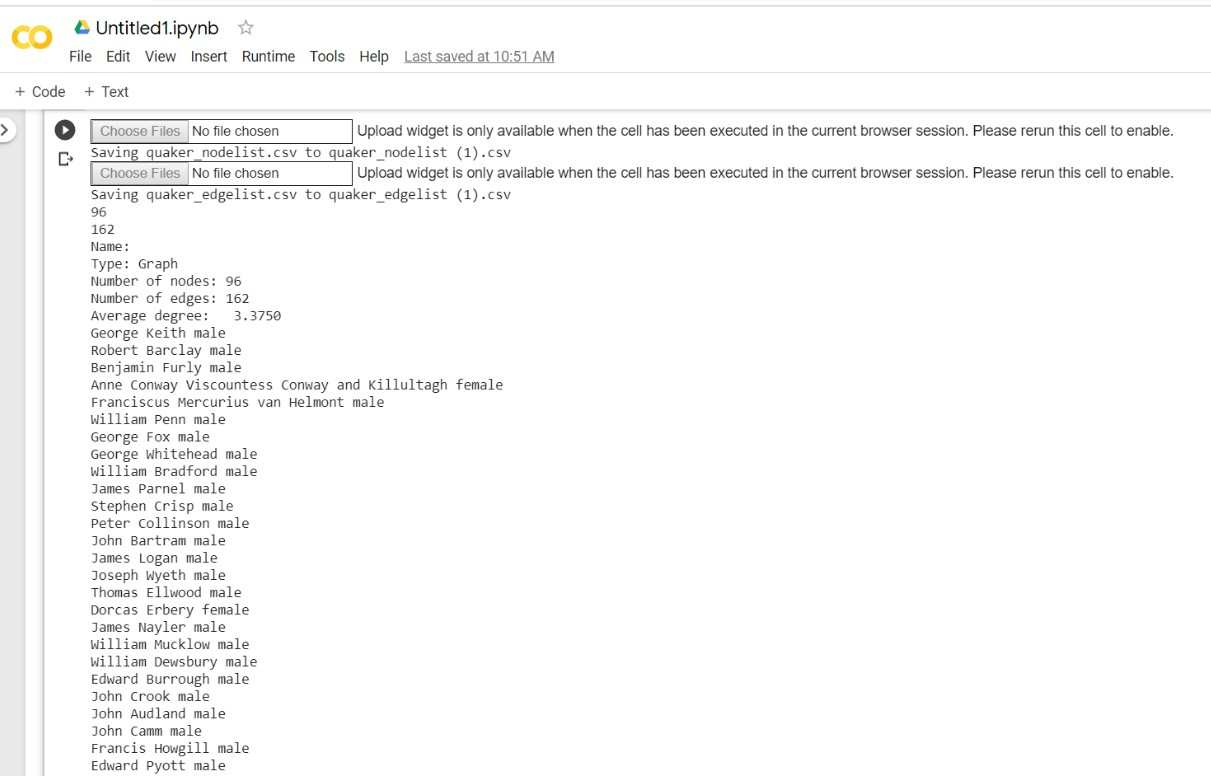 Untitled1.ipynb
File Edit View Insert Runtime Tools Help Last saved at 10:51 AM
+ Code + Text
Choose Files No file chosen Upload widget is only available when the cell has been executed in the current browser session. Please rerun this cell to enable.
Saving quaker_nodelist.csv to quaker_nodelist (1).csv
Choose Files No file chosen Upload widget is only available when the cell has been executed in the current browser session. Please rerun this cell to enable.
Saving quaker_edgelist.csv to quaker_edgelist (1).csv
96
162
Name:
Type: Graph
Number of nodes: 96
Number of edges: 162
Average degree:   3.3750
George Keith male
Robert Barclay male
Benjamin Furly male
Anne Conway Viscountess Conway and Killultagh female
Franciscus Mercurius van Helmont male
William Penn male
George Fox male
George Whitehead male
William Bradford male
James Parnel male
Stephen Crisp male
Peter Collinson male
John Bartram male
James Logan male
Joseph Wyeth male
Thomas Ellwood male
Dorcas Erbery female
James Nayler male
William Mucklow male
William Dewsbury male
Edward Burrough male
John Crook male
John Audland male
John Camm male
Francis Howgill male
Edward Pyott male